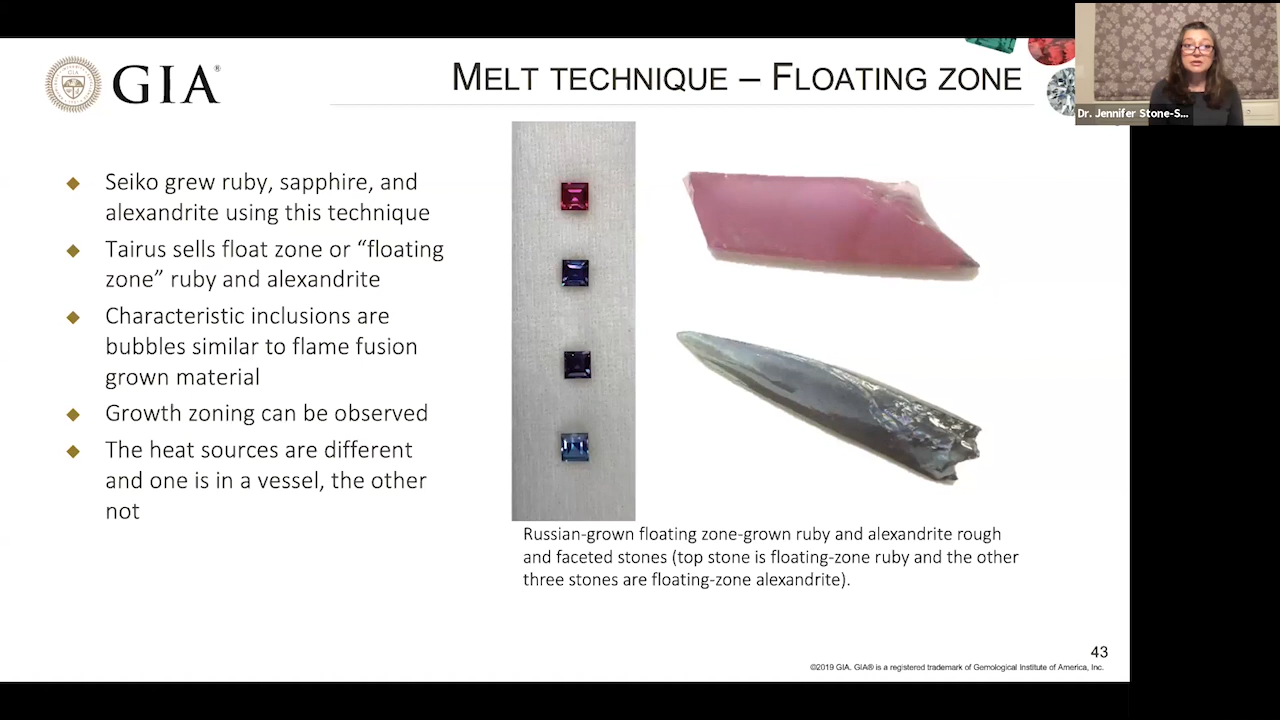 GIA®
MELT TECHNIQUE – FLOATING ZONE
Dr. Jennifer Stone-S...
Seiko grew ruby, sapphire, and
alexandrite using this technique
Tairus sells float zone or “floating
zone” ruby and alexandrite
Characteristic inclusions are
bubbles similar to flame fusion
grown material
Growth zoning can be observed
The heat sources are different
and one is in a vessel, the other
not
Russian-grown floating zone-grown ruby and alexandrite rough
and faceted stones (top stone is floating-zone ruby and the other
three stones are floating-zone alexandrite).
43
©2019 GIA. GIA® is a registered trademark of Gemological Institute of America, Inc.